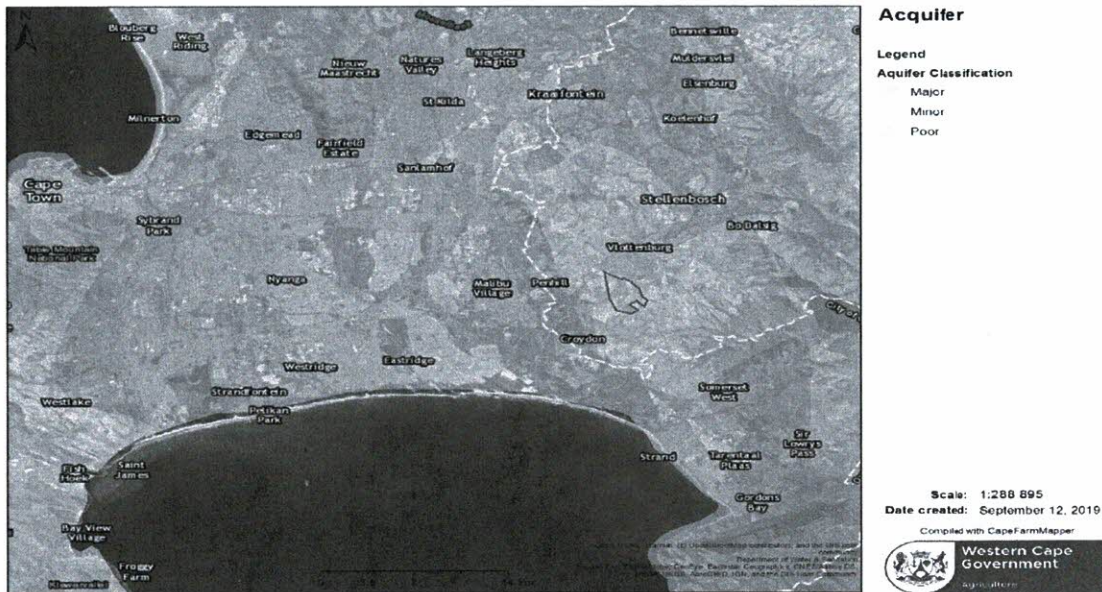 N
Blouberg
Rise
West
Riding
Nieuw
Maastrecht
Natures
Valley
Langeberg
Heights
Bennetsville
Muldersvlei
Elsenburg
Kraaifontein
St Kilda
Koelenhof
Milnerton
Edgemead
Fairfield
Estate
Sanlamhof
Cape
Town
Stellenbosch
Sybrand
Park
Bo Dalsig
Table Mountain
National Park
Vlottenburg
Nyanga
Malibu
Village
Penhill
City of
Croydon
Eastridge
Westridge
Strandfontein
Somerset
West
Westlake
Pelikan
Park
Sir
Lowrys
Pass
Strand
Tarentaal
Plaas
Fish
Hoek
Saint
James
Gordons
Bay
Bay View
Village
Froggy
Farm
Acquifer
Legend
Aquifer Classification
Major
Minor
Poor
Scale: 1:288 895
Date created: September 12, 2019
Compiled with CapeFarmMapper
Western Cape
Government
Agriculture